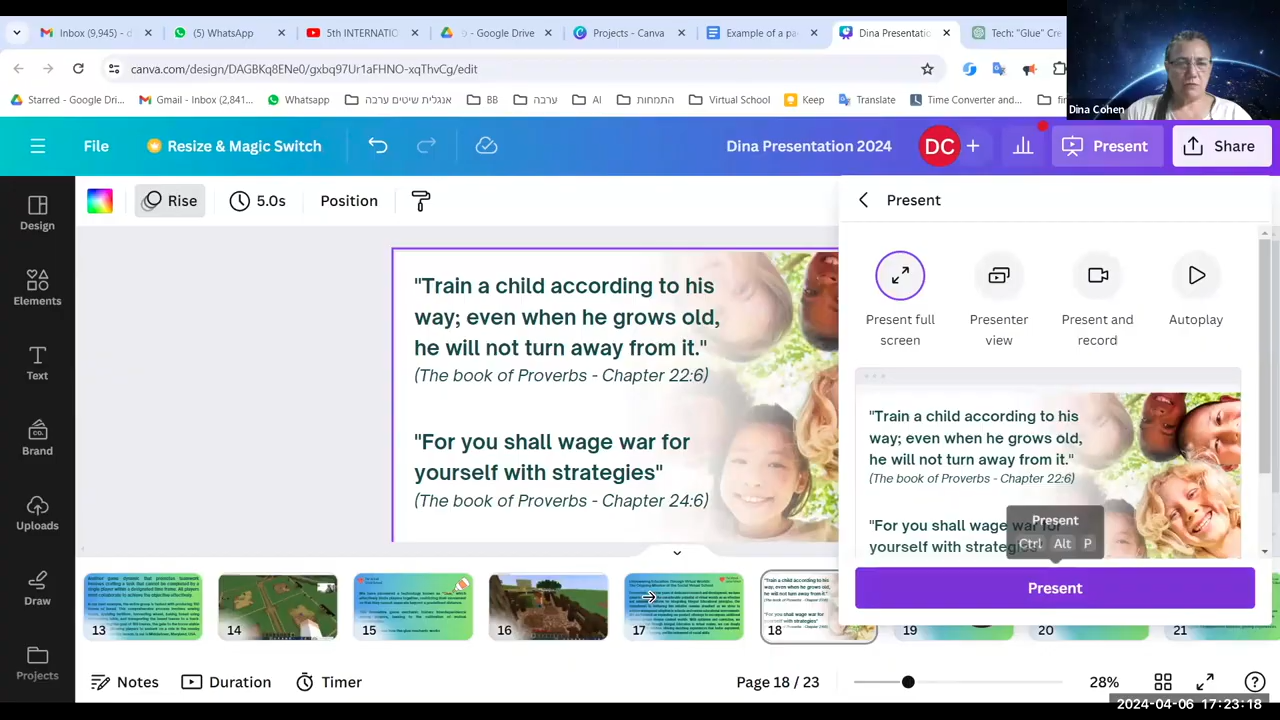 Inbox (9,945) - d
(5) WhatsApp
5th INTERNATIO
- Google Drive
Projects - Canva
Example of a pa
Dina Presentatio
Tech: "Glue" Cre
canva.com/design/DAGBKq8ENe0/gxbq97Ur1aFHNO-xqThvCg/edit
Starred - Google Dri...
Gmail - Inbox (2,841...
Whatsapp
אנגלית שיטים ערבה
BB
ערבה
AI
התמחות
Virtual School
Keep
Translate
Time Converter and...
Dina Cohen
File
Resize & Magic Switch
Dina Presentation 2024
DC
Present
Share
Design
Elements
Text
Brand
Uploads
Draw
Projects
Rise
5.0s
Position
"Train a child according to his
way; even when he grows old,
he will not turn away from it."
(The book of Proverbs - Chapter 22:6)
"For you shall wage war for
yourself with strategies"
(The book of Proverbs - Chapter 24:6)
Present
Present full
screen
Presenter
view
Present and
record
Autoplay
"Train a child according to his
way; even when he grows old,
he will not turn away from it."
(The book of Proverbs - Chapter 22:6)
"For you shall wage war for
yourself with strategies"
Present
Ctrl Alt P
Present
13
14
15
16
17
18
19
20
21
Notes
Duration
Timer
Page 18 / 23
28%
2024-04-06 17:23:18